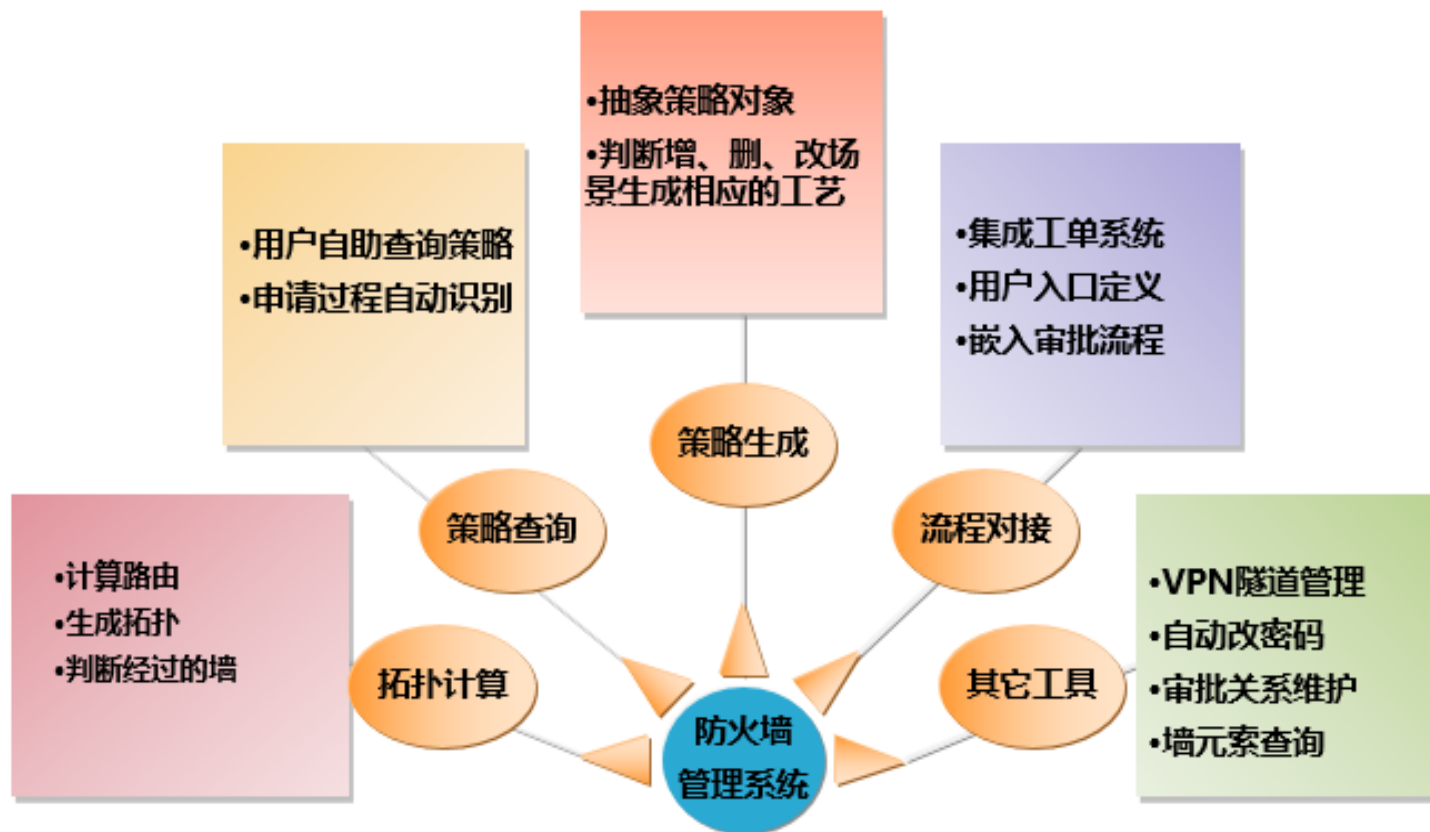 •抽象策略对象
•判断增、删、改场
景生成相应的工艺
•用户自助查询策略
•申请过程自动识别
•集成工单系统
•用户入口定义
•嵌入审批流程
策略生成
策略查询
流程对接
•计算路由
•生成拓扑
•判断经过的墙
•VPN隧道管理
•自动改密码
•审批关系维护
•墙元索查询
拓扑计算
其它工具
防火墙
管理系统